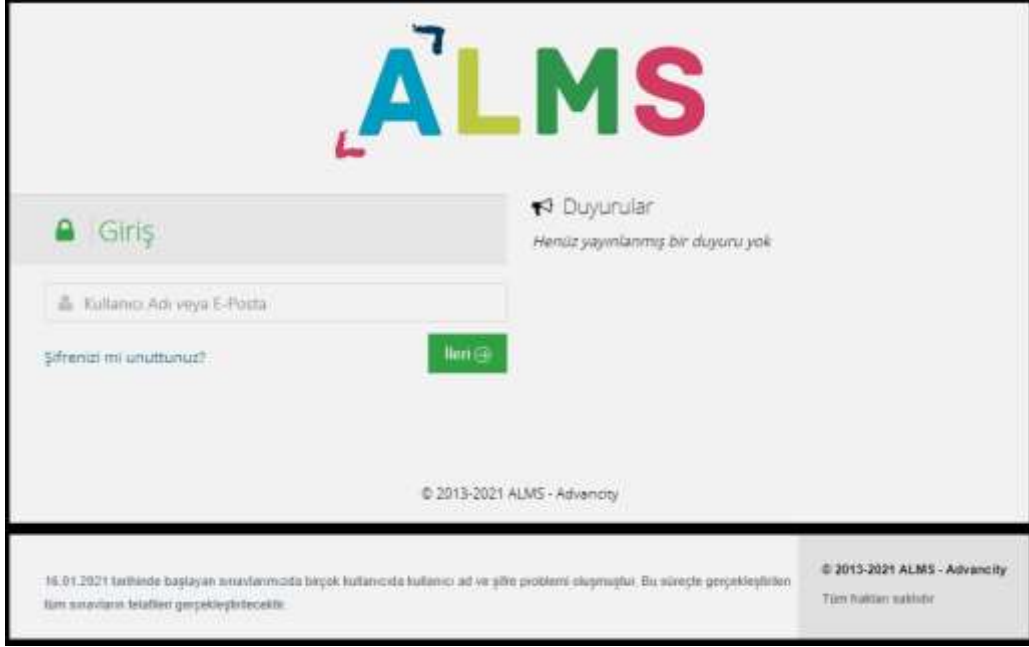 ALMS
Giriş
Duyurular
Henüz yayınlanmış bir duyuru yok
Kullanıcı Adı veya E-Posta
Şifrenizi mi unuttunuz?
İleri
© 2013-2021 ALMS - Advancity
16.01.2021 tarihinde başlayan sınavlarımızda birçok kullanıcıda kullanıcı ad ve şifre problemi oluşmuştur. Bu süreçte gerçekleştirilen
tüm sınavların telafileri gerçekleştirilecektir.
© 2013-2021 ALMS - Advancity
Tüm hakları saklıdır